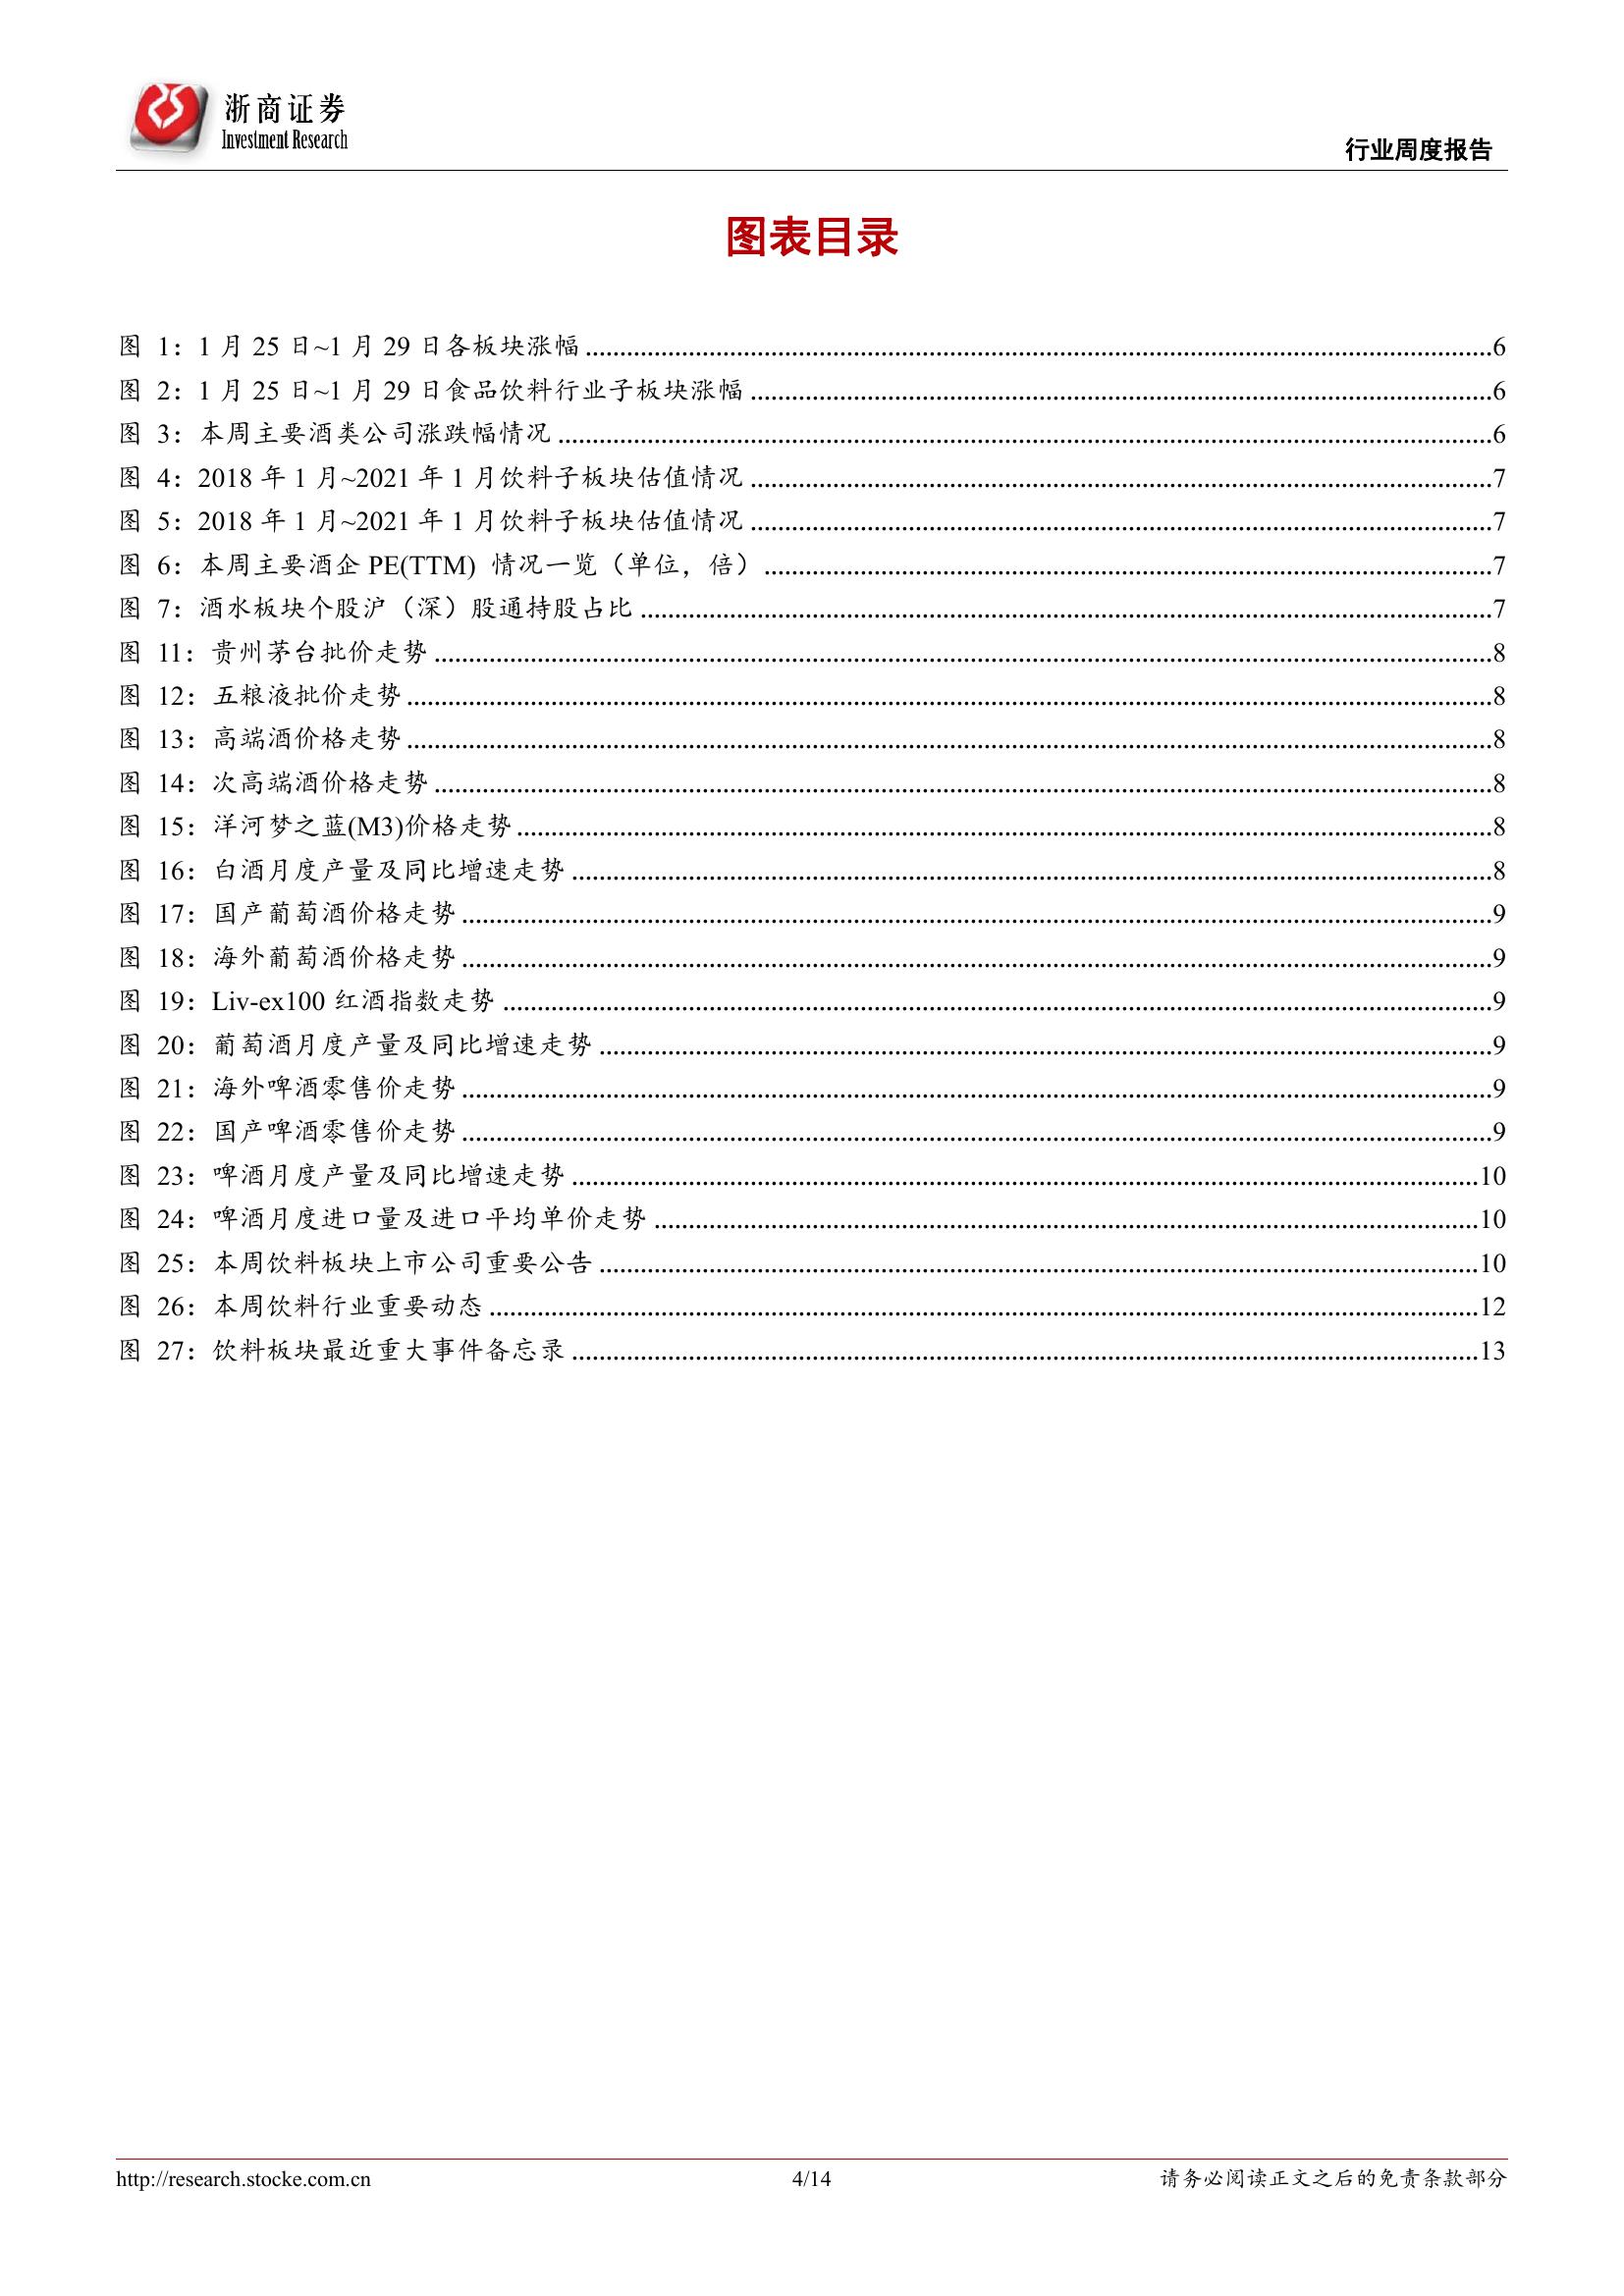 浙商证券
Investment Research
行业周度报告
图表目录
图 1：1 月 25 日~1 月 29 日各板块涨幅 ........ 6
图 2：1 月 25 日~1 月 29 日食品饮料行业子板块涨幅 ........ 6
图 3：本周主要酒类公司涨跌幅情况 ........ 6
图 4：2018 年 1 月~2021 年 1 月饮料子板块估值情况 ........ 7
图 5：2018 年 1 月~2021 年 1 月饮料子板块估值情况 ........ 7
图 6：本周主要酒企 PE(TTM) 情况一览（单位，倍） ........ 7
图 7：酒水板块个股沪（深）股通持股占比 ........ 7
图 11：贵州茅台批价走势 ........ 8
图 12：五粮液批价走势 ........ 8
图 13：高端酒价格走势 ........ 8
图 14：次高端酒价格走势 ........ 8
图 15：洋河梦之蓝(M3)价格走势 ........ 8
图 16：白酒月度产量及同比增速走势 ........ 8
图 17：国产葡萄酒价格走势 ........ 9
图 18：海外葡萄酒价格走势 ........ 9
图 19：Liv-ex100 红酒指数走势 ........ 9
图 20：葡萄酒月度产量及同比增速走势 ........ 9
图 21：海外啤酒零售价走势 ........ 9
图 22：国产啤酒零售价走势 ........ 9
图 23：啤酒月度产量及同比增速走势 ........ 10
图 24：啤酒月度进口量及进口平均单价走势 ........ 10
图 25：本周饮料板块上市公司重要公告 ........ 10
图 26：本周饮料行业重要动态 ........ 12
图 27：饮料板块最近重大事件备忘录 ........ 13
http://research.stocke.com.cn
4/14
请务必阅读正文之后的免责条款部分